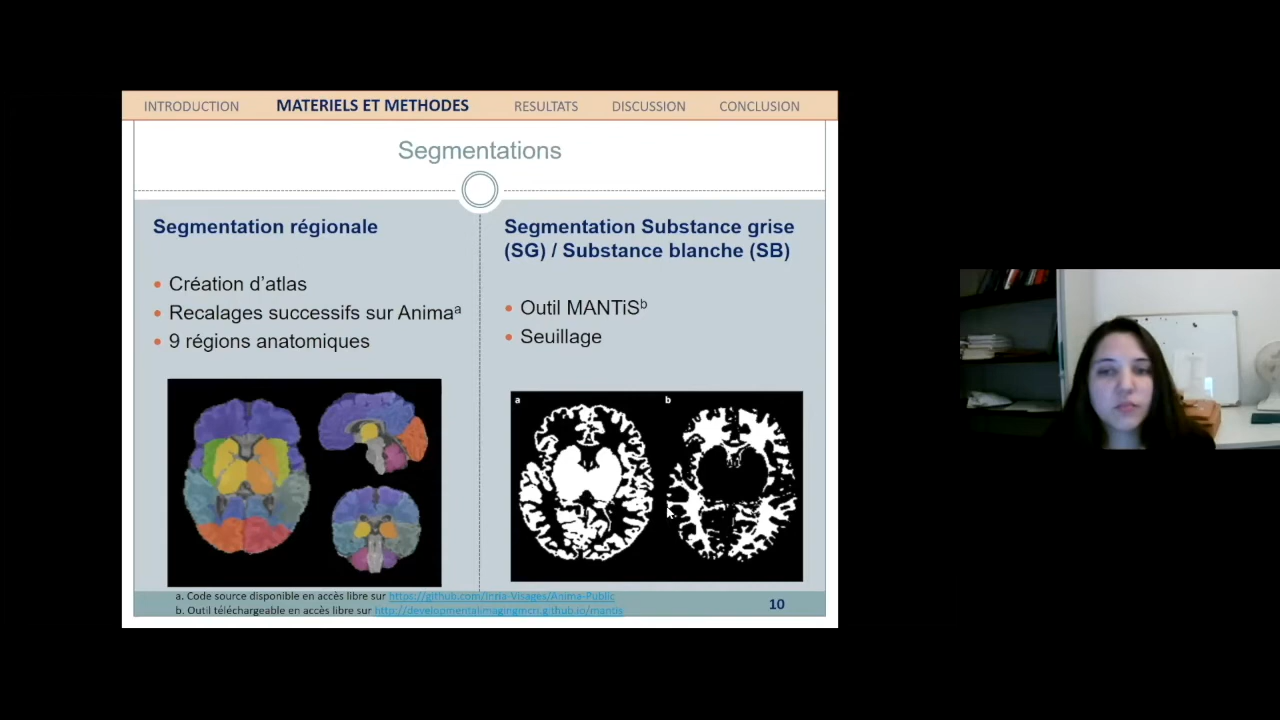 INTRODUCTION MATERIELS ET METHODES RESULTATS DISCUSSION CONCLUSION
Segmentations
Segmentation régionale
• Création d'atlas
• Recalages successifs sur Animaᵃ
• 9 régions anatomiques
Segmentation Substance grise
(SG) / Substance blanche (SB)
• Outil MANTiSᵇ
• Seuillage
a b
a. Code source disponible en accès libre sur https://github.com/Inria-Visages/Anima-Public
b. Outil téléchargeable en accès libre sur http://developmentalimagingmcri.github.io/mantis
10